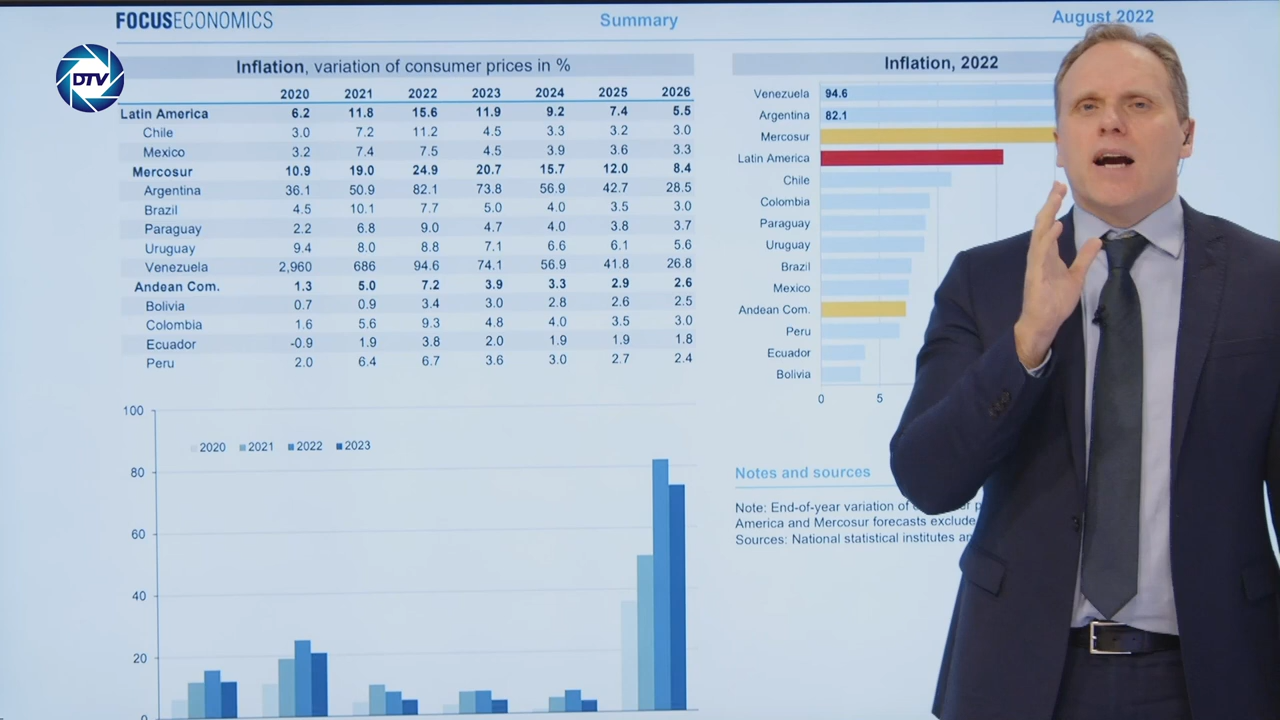 FOCUSECONOMICS Summary August 2022
DTV
Inflation, variation of consumer prices in %
2020 2021 2022 2023 2024 2025 2026
Latin America 6.2 11.8 15.6 11.9 9.2 7.4 5.5
Chile 3.0 7.2 11.2 4.5 3.3 3.2 3.0
Mexico 3.2 7.4 7.5 4.5 3.9 3.6 3.3
Mercosur 10.9 19.0 24.9 20.7 15.7 12.0 8.4
Argentina 36.1 50.9 82.1 73.8 56.9 42.7 28.5
Brazil 4.5 10.1 7.7 5.0 4.0 3.5 3.0
Paraguay 2.2 6.8 9.0 4.7 4.0 3.8 3.7
Uruguay 9.4 8.0 8.8 7.1 6.6 6.1 5.6
Venezuela 2,960 686 94.6 74.1 56.9 41.8 26.8
Andean Com. 1.3 5.0 7.2 3.9 3.3 2.9 2.6
Bolivia 0.7 0.9 3.4 3.0 2.8 2.6 2.5
Colombia 1.6 5.6 9.3 4.8 4.0 3.5 3.0
Ecuador -0.9 1.9 3.8 2.0 1.9 1.9 1.8
Peru 2.0 6.4 6.7 3.6 3.0 2.7 2.4
Inflation, 2022
Venezuela 94.6
Argentina 82.1
Mercosur
Latin America
Chile
Colombia
Paraguay
Uruguay
Brazil
Mexico
Andean Com.
Peru
Ecuador
Bolivia
0 5
100
2020 2021 2022 2023
80
60
40
20
0
Notes and sources
Note: End-of-year variation of
America and Mercosur forecasts exclude
Sources: National statistical institutes